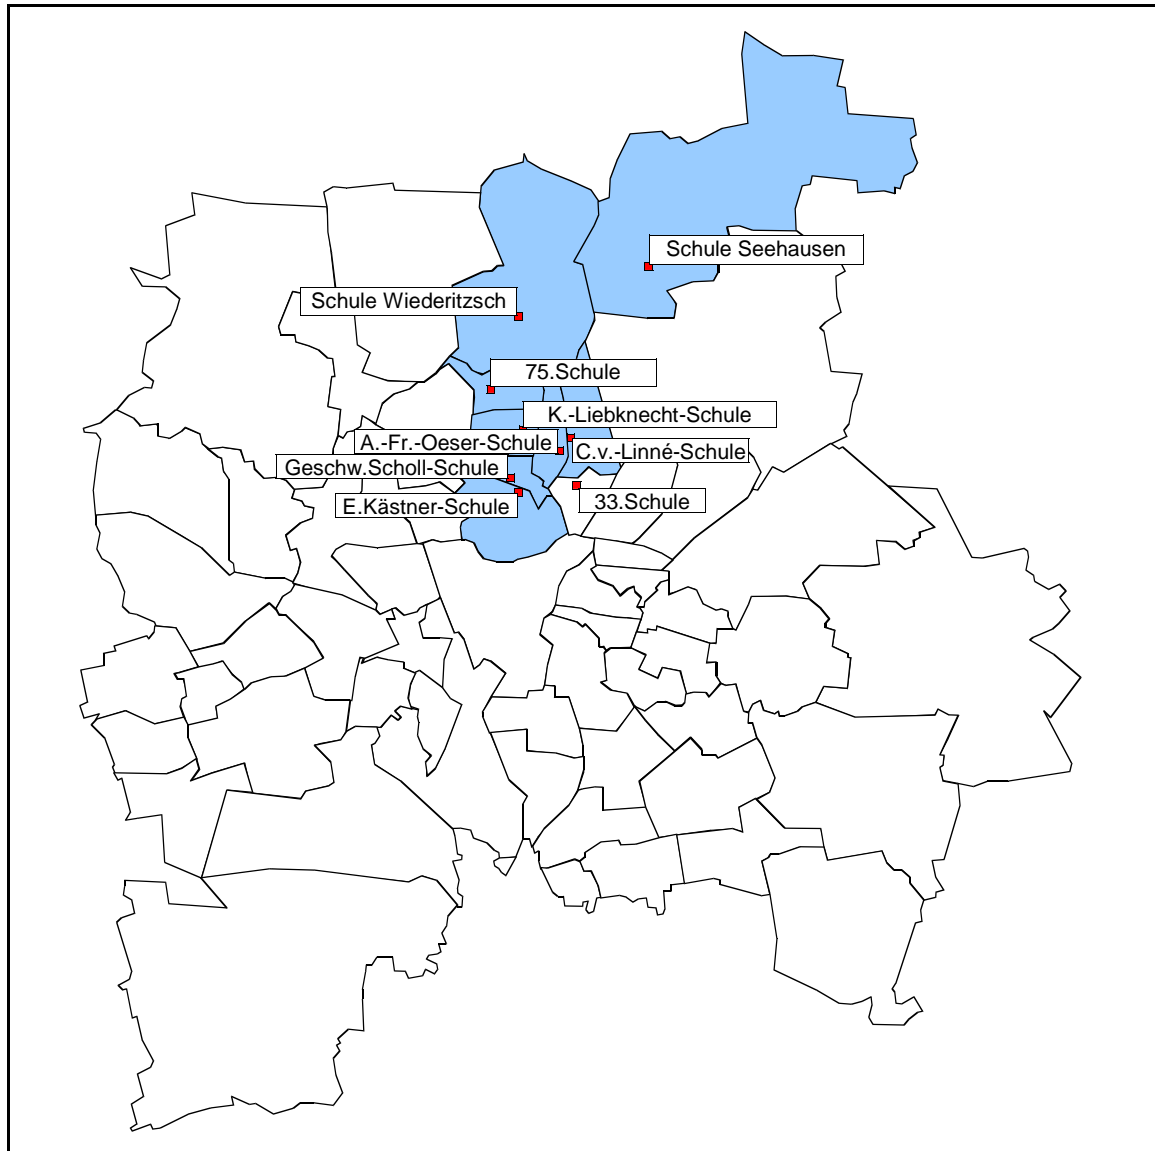 Schule Seehausen
Schule Wiederitzsch
75.Schule
K.-Liebknecht-Schule
A.-Fr.-Oeser-Schule
C.v.-Linné-Schule
Geschw.Scholl-Schule
E.Kästner-Schule
33.Schule